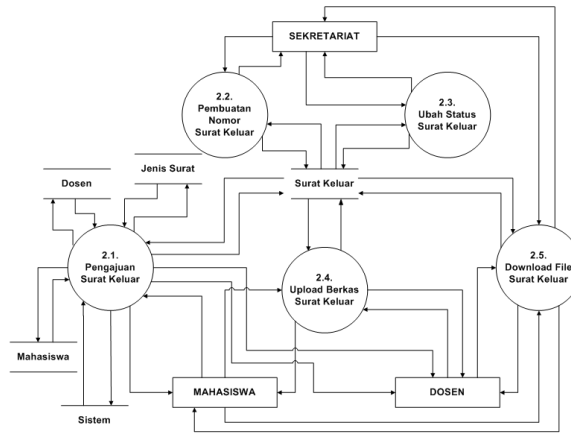 SEKRETARIAT
2.2.
Pembuatan
Nomor
Surat Keluar
2.3.
Ubah Status
Surat Keluar
Jenis Surat
Dosen
Surat Keluar
2.1.
Pengajuan
Surat Keluar
2.4.
Upload Berkas
Surat Keluar
2.5.
Download File
Surat Keluar
Mahasiswa
MAHASISWA
DOSEN
Sistem